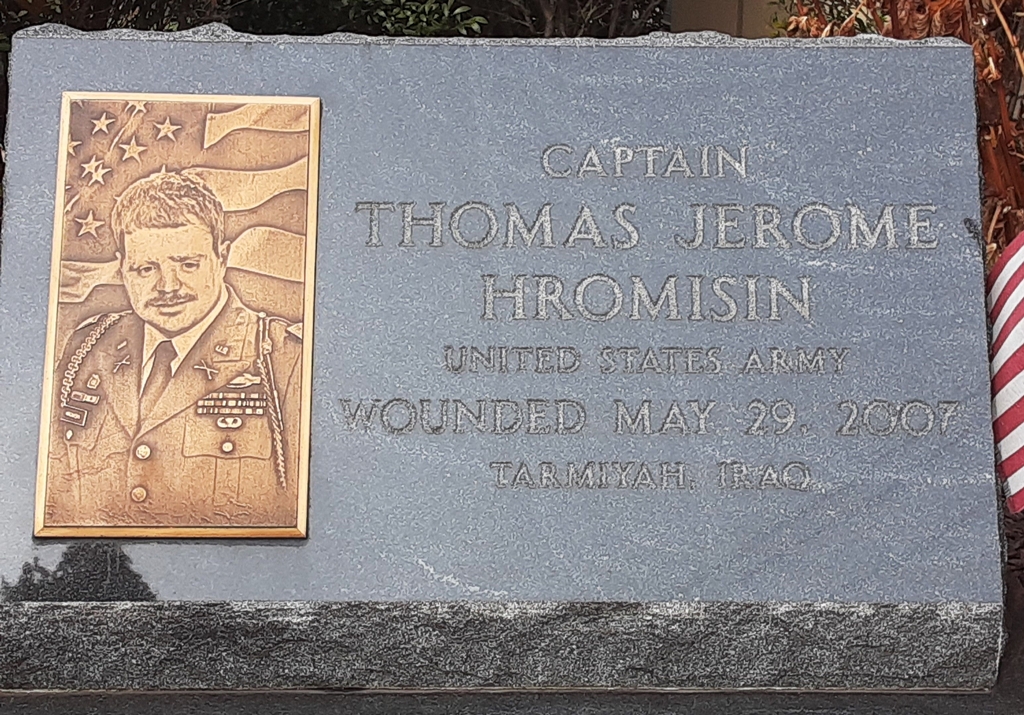 CAPTAIN
THOMAS JEROME
HROMISIN
UNITED STATES ARMY
WOUNDED MAY 29, 2007
TARMIYAH, IRAQ